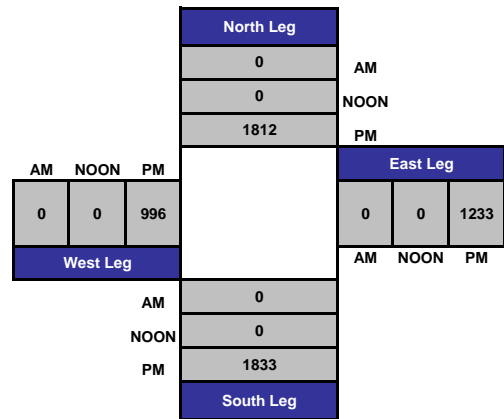 North Leg
0 AM
0 NOON
1812 PM
AM NOON PM East Leg
0 0 996 0 0 1233
West Leg AM NOON PM
AM 0
NOON 0
PM 1833
South Leg